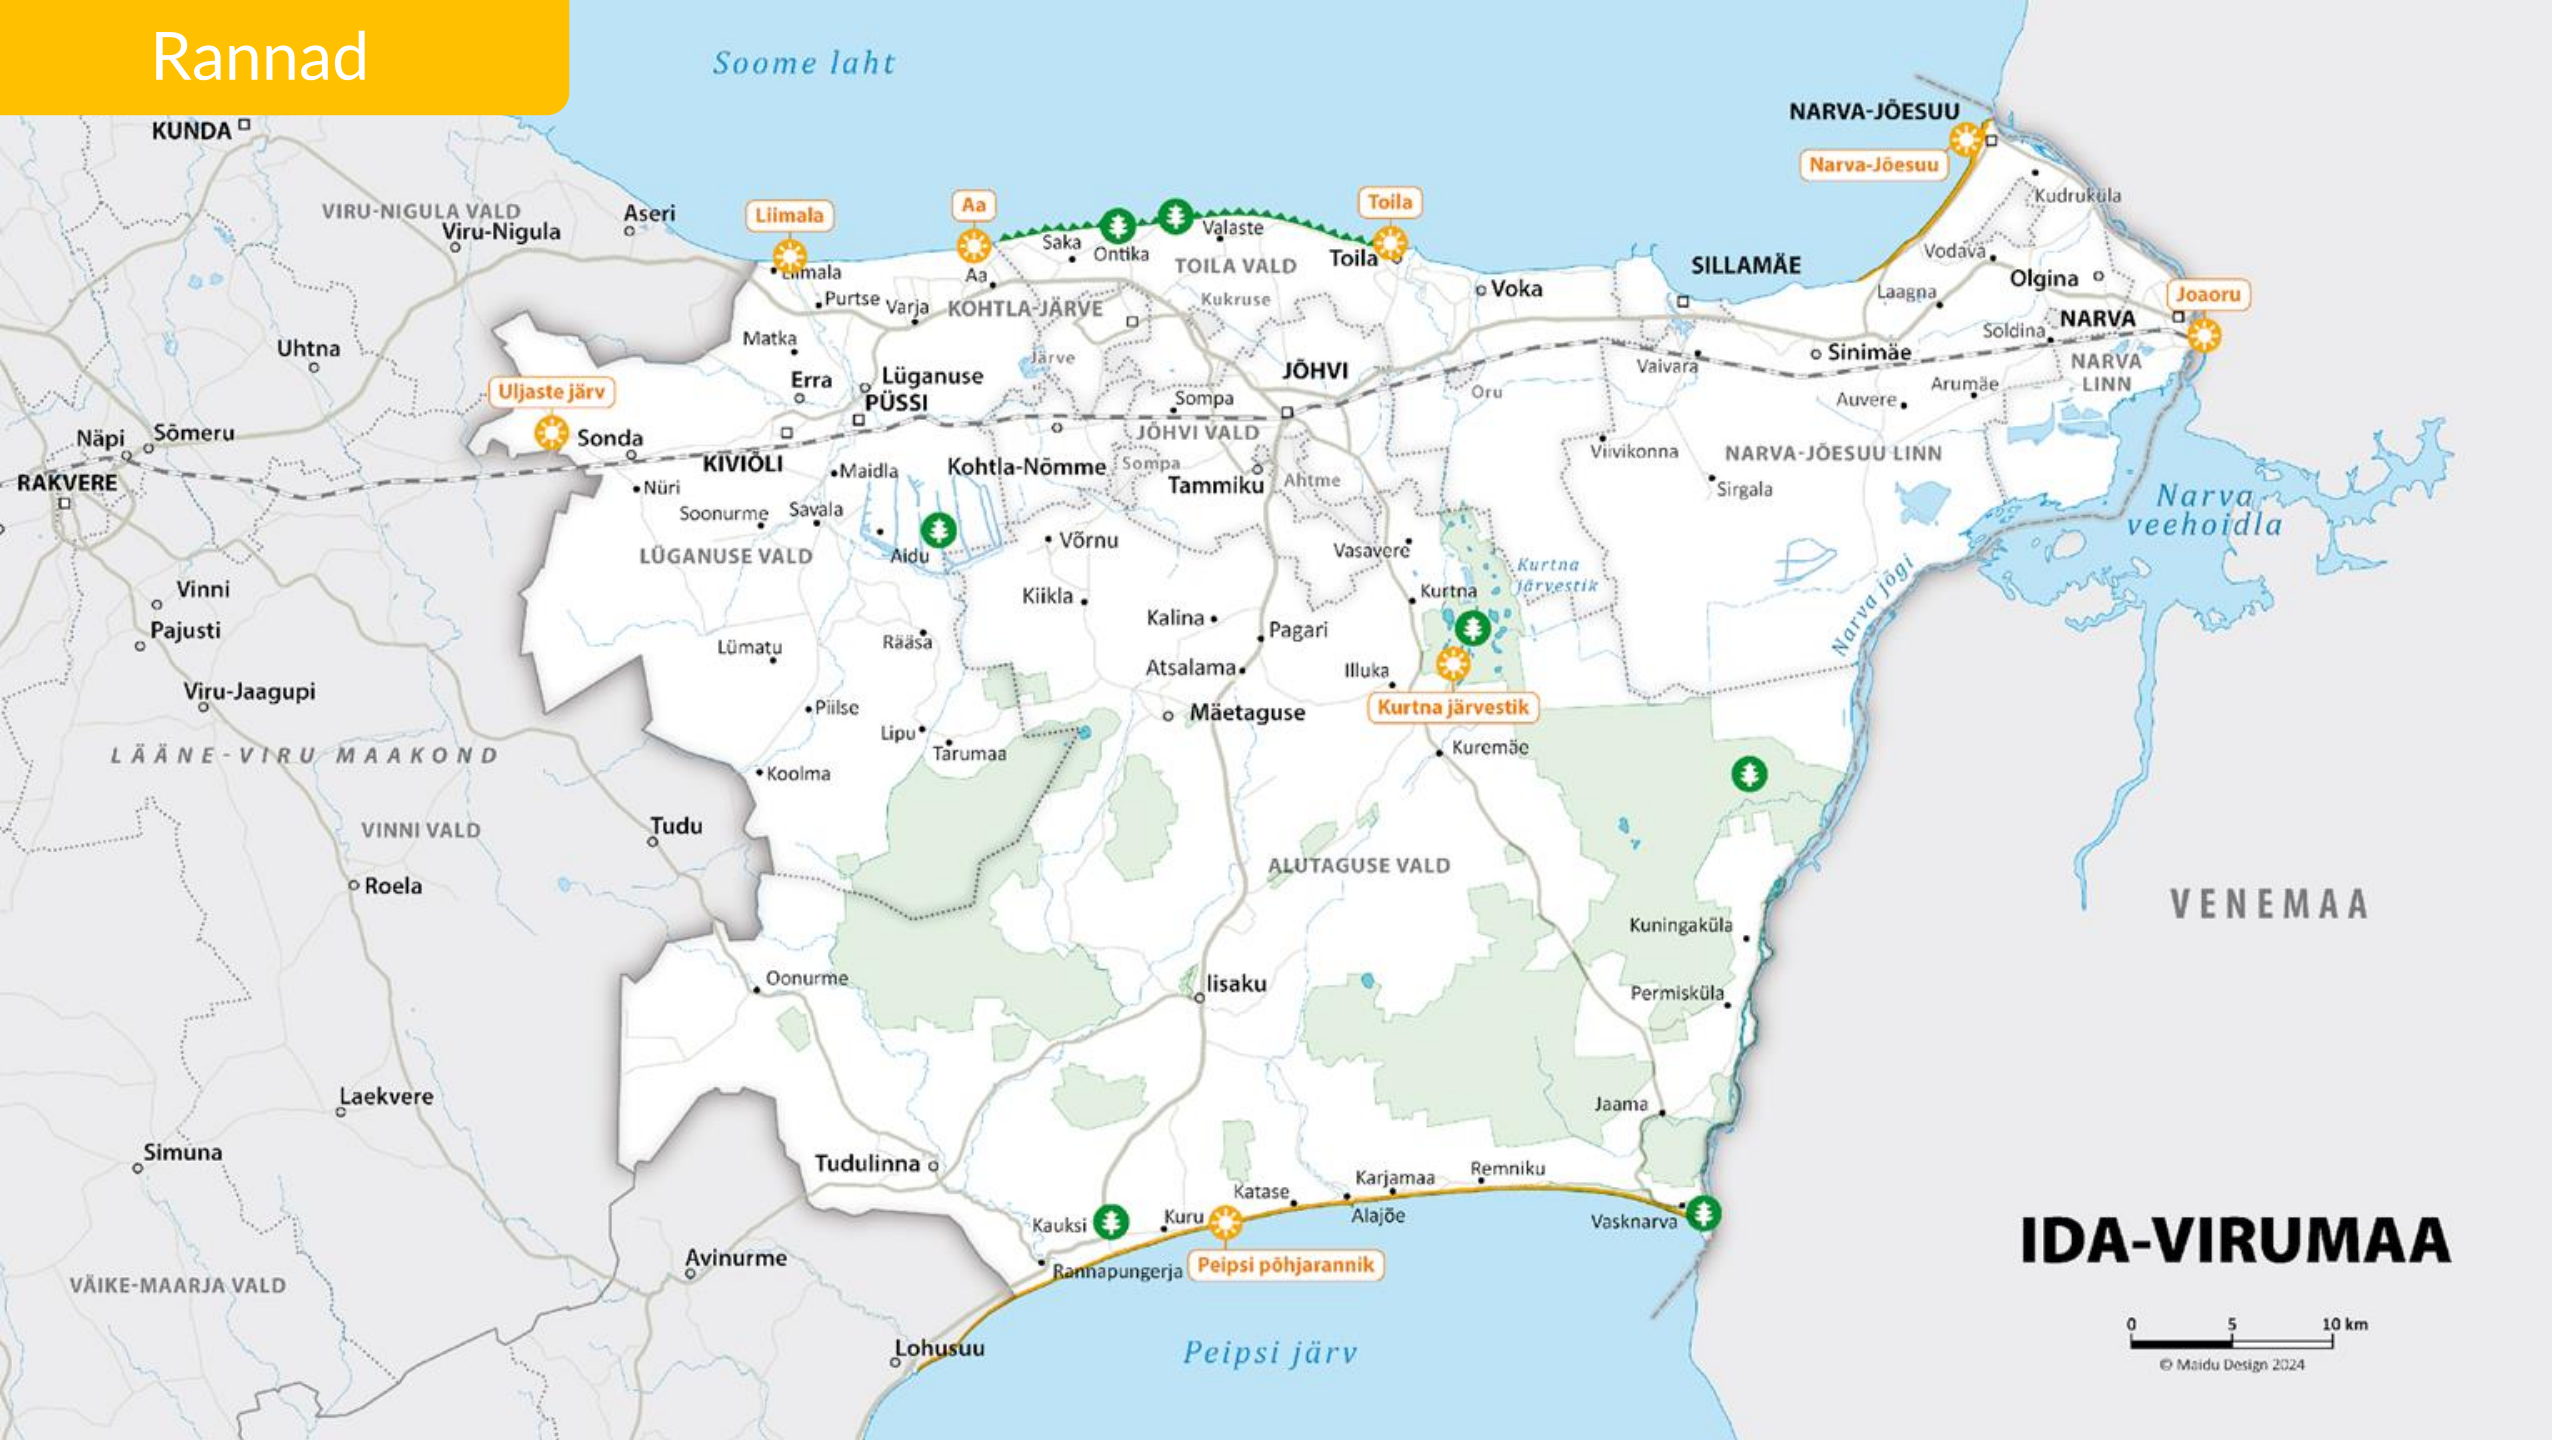 Rannad
Soome laht
KUNDA
NARVA-JÕESUU
Narva-Jõesuu
VIRU-NIGULA VALD
Viru-Nigula
Aseri
Liimala
Aa
Toila
Kudruküla
Saka
Ontika
Valaste
Toila
TOILA VALD
SILLAMÄE
Vodava
Olgina
Liimala
Aa
Purtse
Varja
KOHTLA-JÄRVE
Kukruse
Voka
Laagna
Joaoru
NARVA
Soldina
Uhtna
Matka
Järve
JÕHVI
Vaivara
Sinimäe
NARVA
LINN
Uljaste järv
Erra
Lüganuse
PÜSSI
Sompa
Oru
Auvere
Arumäe
Näpi
Sõmeru
Sonda
JÕHVI VALD
Viivikonna
NARVA-JÕESUU LINN
RAKVERE
KIVIÕLI
Maidla
Kohtla-Nõmme
Sompa
Tammiku
Ahtme
Sirgala
Nüri
Soonurme
Savala
Narva
veehoidla
LÜGANUSE VALD
Aidu
Võrnu
Vasavere
Kurtna
järvestik
Vinni
Kiikla
Kurtna
Narva jõgi
Pajusti
Kalina
Pagari
Lümatu
Rääsa
Atsalama
Illuka
Viru-Jaagupi
Piilse
Mäetaguse
Kurtna järvestik
LÄÄNE-VIRU MAAKOND
Lipu
Tarumaa
Kuremäe
Koolma
VINNI VALD
Tudu
ALUTAGUSE VALD
Roela
VENEMAA
Kuningaküla
Oonurme
Iisaku
Permisküla
Laekvere
Jaama
Simuna
Tudulinna
Katase
Karjamaa
Remniku
Kauksi
Kuru
Alajõe
Vasknarva
IDA-VIRUMAA
Avinurme
Rannapungerja
Peipsi põhjarannik
VÄIKE-MAARJA VALD
0 5 10 km
Lohusuu
Peipsi järv
© Maidu Design 2024